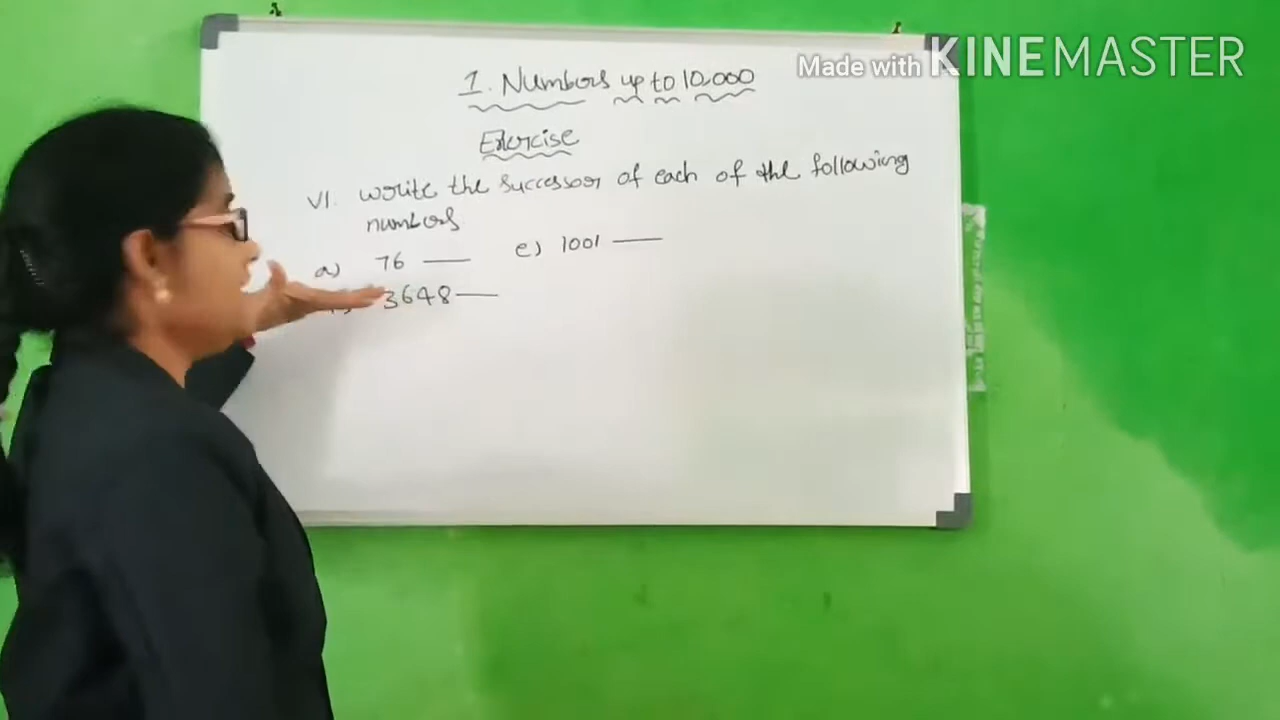 Made with KINEMASTER
1. Numbers up to 10,000
Exercise
VI. Write the successor of each of the following
numbers
a) 76 —— e) 1001 ——
3648 ——